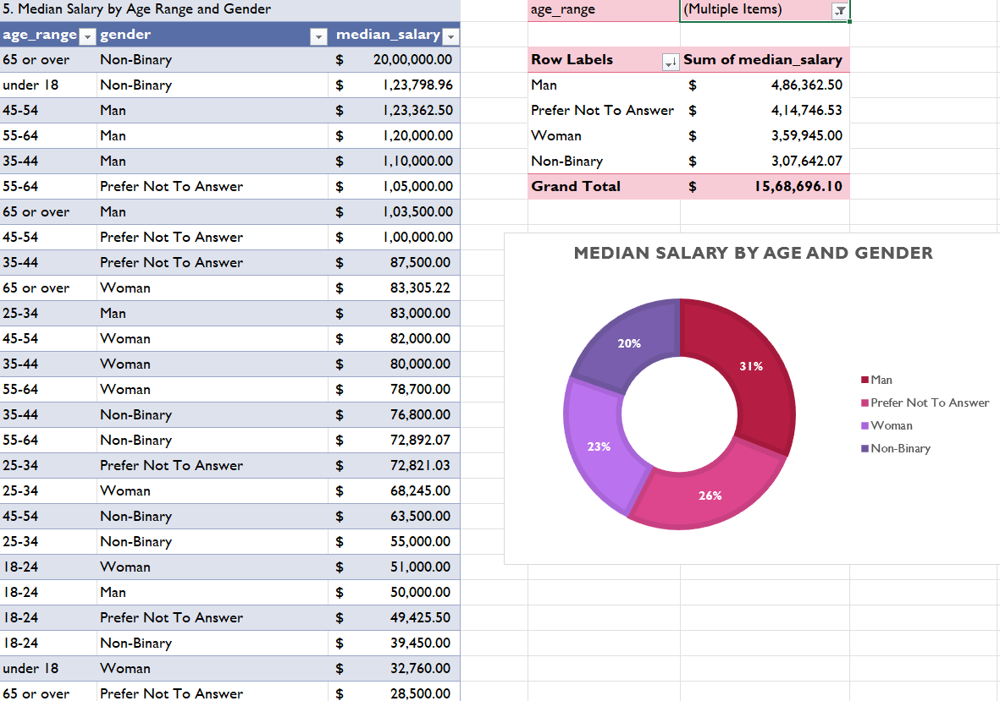 5. Median Salary by Age Range and Gender
age_range gender median_salary
65 or over Non-Binary $ 20,00,000.00
under 18 Non-Binary $ 1,23,798.96
45-54 Man $ 1,23,362.50
55-64 Man $ 1,20,000.00
35-44 Man $ 1,10,000.00
55-64 Prefer Not To Answer $ 1,05,000.00
65 or over Man $ 1,03,500.00
45-54 Prefer Not To Answer $ 1,00,000.00
35-44 Prefer Not To Answer $ 87,500.00
65 or over Woman $ 83,305.22
25-34 Man $ 83,000.00
45-54 Woman $ 82,000.00
35-44 Woman $ 80,000.00
55-64 Woman $ 78,700.00
35-44 Non-Binary $ 76,800.00
55-64 Non-Binary $ 72,892.07
25-34 Prefer Not To Answer $ 72,821.03
25-34 Woman $ 68,245.00
45-54 Non-Binary $ 63,500.00
25-34 Non-Binary $ 55,000.00
18-24 Woman $ 51,000.00
18-24 Man $ 50,000.00
18-24 Prefer Not To Answer $ 49,425.50
18-24 Non-Binary $ 39,450.00
under 18 Woman $ 32,760.00
65 or over Prefer Not To Answer $ 28,500.00
age_range (Multiple Items)
Row Labels Sum of median_salary
Man $ 4,86,362.50
Prefer Not To Answer $ 4,14,746.53
Woman $ 3,59,945.00
Non-Binary $ 3,07,642.07
Grand Total $ 15,68,696.10
MEDIAN SALARY BY AGE AND GENDER
20%
31%
23%
26%
Man
Prefer Not To Answer
Woman
Non-Binary